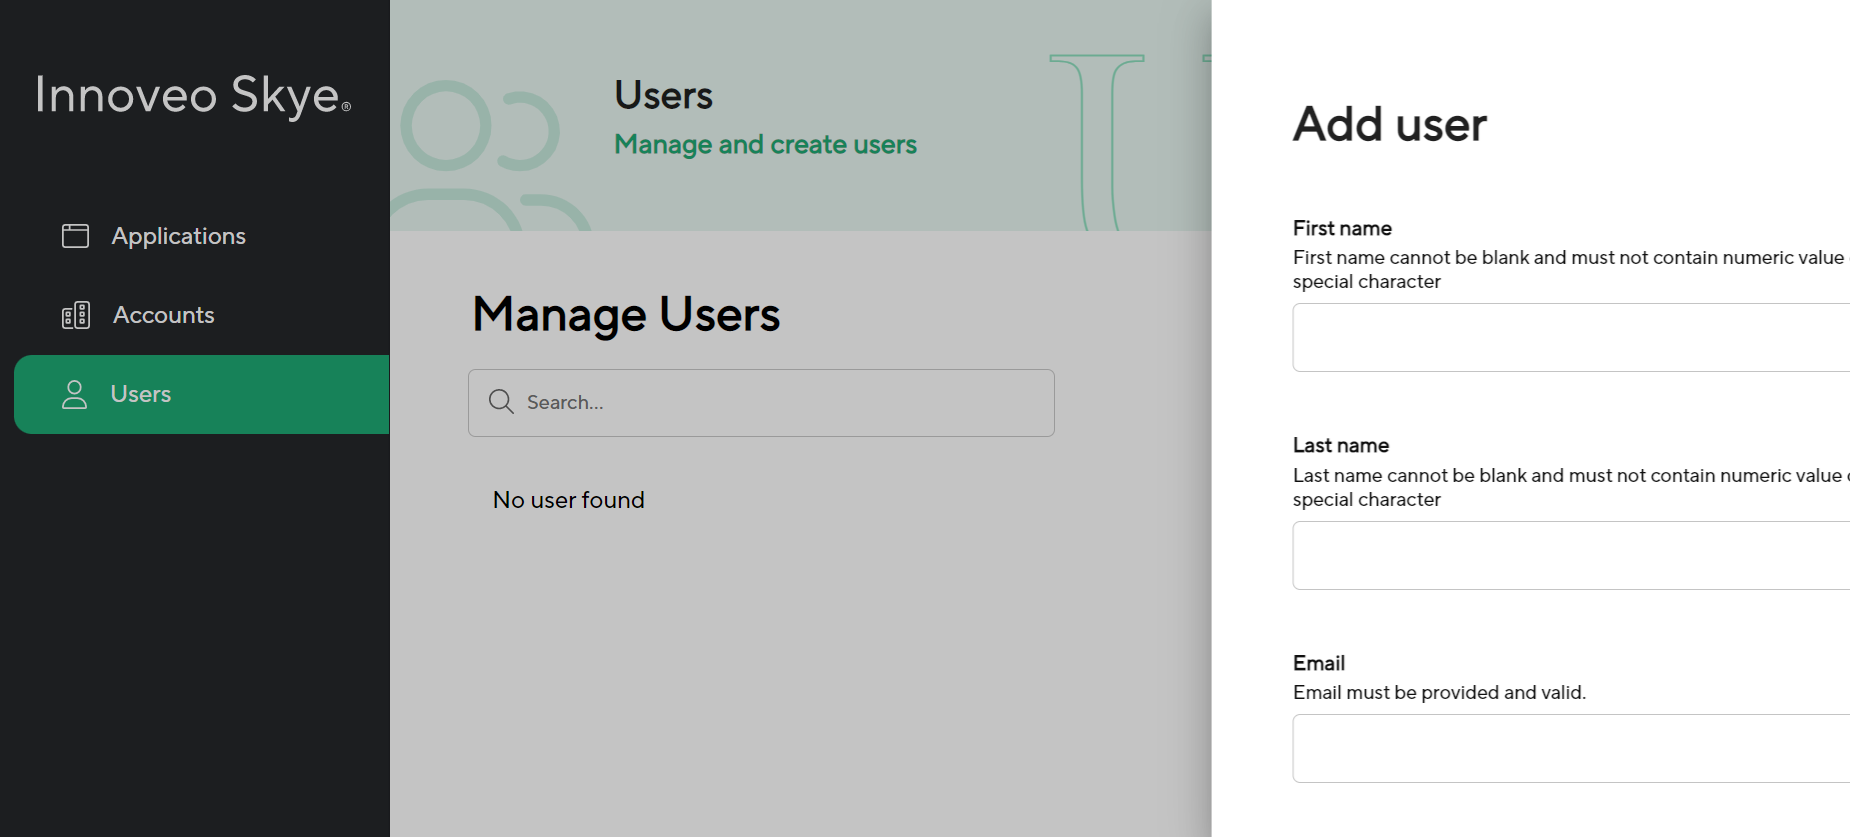 Innoveo Skye®
Applications
Accounts
Users
Users
Manage and create users
Manage Users
Search...
No user found
Add user
First name
First name cannot be blank and must not contain numeric value
special character
Last name
Last name cannot be blank and must not contain numeric value
special character
Email
Email must be provided and valid.